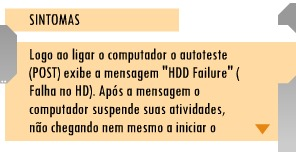 SINTOMAS
Logo ao ligar o computador o autoteste
(POST) exibe a mensagem "HDD Failure" (
Falha no HD). Após a mensagem o
computador suspende suas atividades,
não chegando nem mesmo a iniciar o